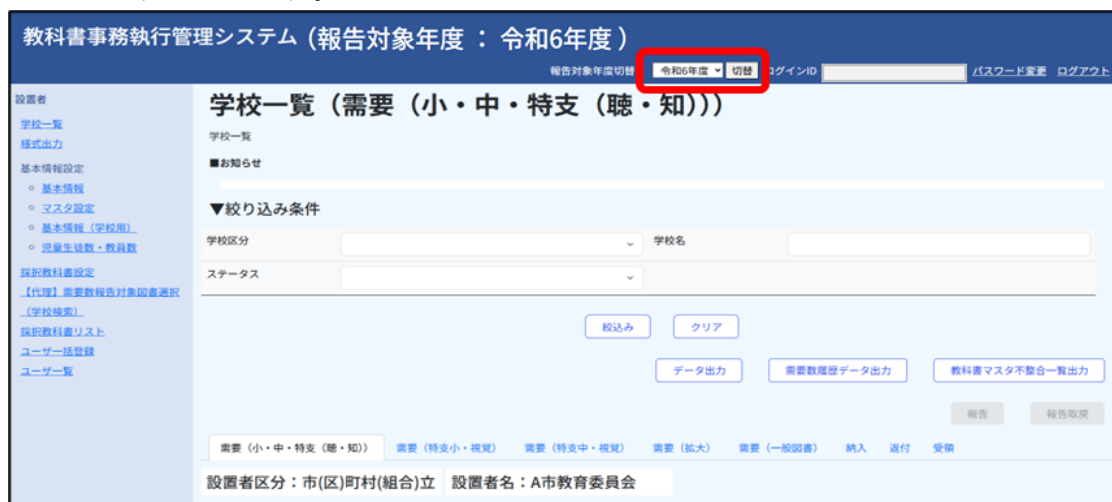 教科書事務執行管理システム (報告対象年度 : 令和6年度 )
報告対象年度切替 令和6年度 切替 ログインID パスワード変更 ログアウト
設置者
学校一覧
様式出力
基本情報設定
基本情報
マスタ設定
基本情報(学校用)
児童生徒数・教員数
採択教科書設定
【代理】需要数報告対象図書選択
(学校検索)
採択教科書リスト
ユーザ一括登録
ユーザ一覧
学校一覧(需要(小・中・特支(聴・知)))
学校一覧
■お知らせ
▼絞り込み条件
学校区分 学校名
ステータス
絞込み クリア
データ出力 需要数履歴データ出力 教科書マスタ不整合一覧出力
報告 報告取戻
需要(小・中・特支(聴・知)) 需要(特支小・視覚) 需要(特支中・視覚) 需要(拡大) 需要(一般図書) 納入 返付 受領
設置者区分:市(区)町村(組合)立 設置者名:A市教育委員会